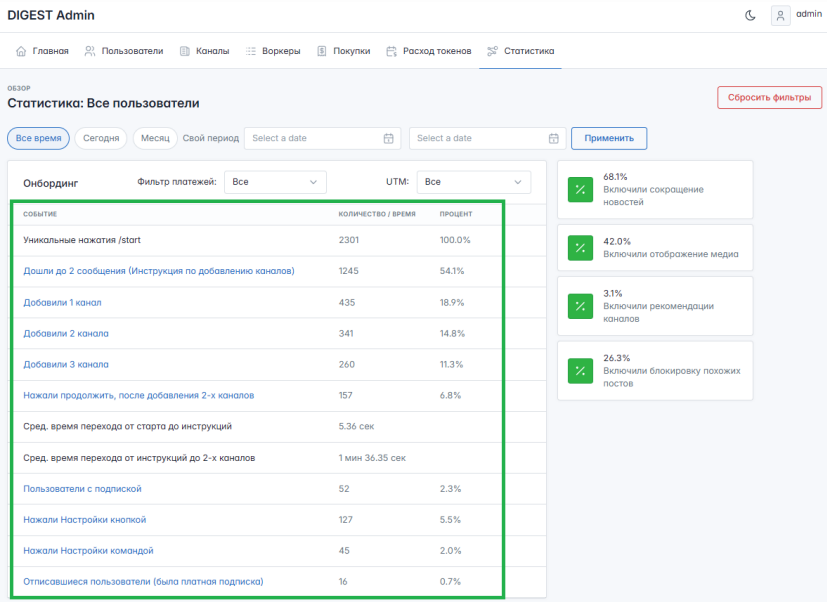 DIGEST Admin
admin
Главная Пользователи Каналы Воркеры Покупки Расход токенов Статистика
ОБЗОР
Статистика: Все пользователи
Сбросить фильтры
Все время Сегодня Месяц Свой период Select a date Select a date Применить
Онбординг Фильтр платежей: Все UTM: Все
СОБЫТИЕ КОЛИЧЕСТВО / ВРЕМЯ ПРОЦЕНТ
Уникальные нажатия /start 2301 100.0%
Дошли до 2 сообщения (Инструкция по добавлению каналов) 1245 54.1%
Добавили 1 канал 435 18.9%
Добавили 2 канала 341 14.8%
Добавили 3 канала 260 11.3%
Нажали продолжить, после добавления 2-х каналов 157 6.8%
Сред. время перехода от старта до инструкций 5.36 сек
Сред. время перехода от инструкций до 2-х каналов 1 мин 36.35 сек
Пользователи с подпиской 52 2.3%
Нажали Настройки кнопкой 127 5.5%
Нажали Настройки командой 45 2.0%
Отписавшиеся пользователи (была платная подписка) 16 0.7%
68.1%
Включили сокращение
новостей
42.0%
Включили отображение медиа
3.1%
Включили рекомендации
каналов
26.3%
Включили блокировку похожих
постов